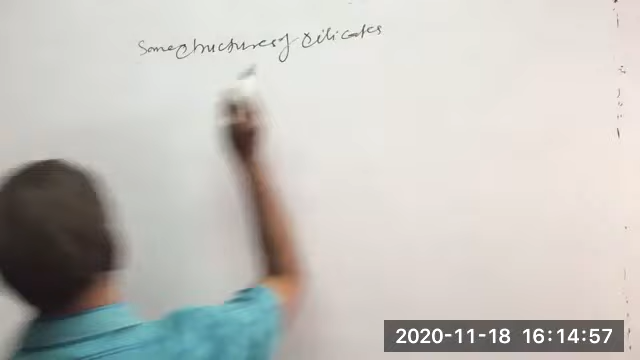 Some structures of silicates
2020-11-18 16:14:57